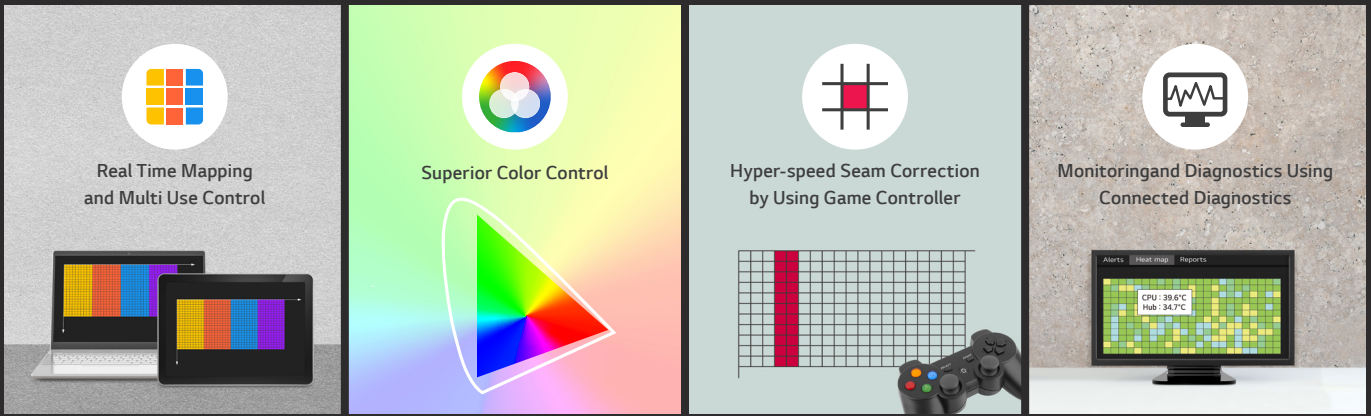 Real Time Mapping
and Multi Use Control
Superior Color Control
Hyper-speed Seam Correction
by Using Game Controller
Monitoringand Diagnostics Using
Connected Diagnostics
Alerts Heat map Reports
CPU : 39.6°C
Hub : 34.7°C